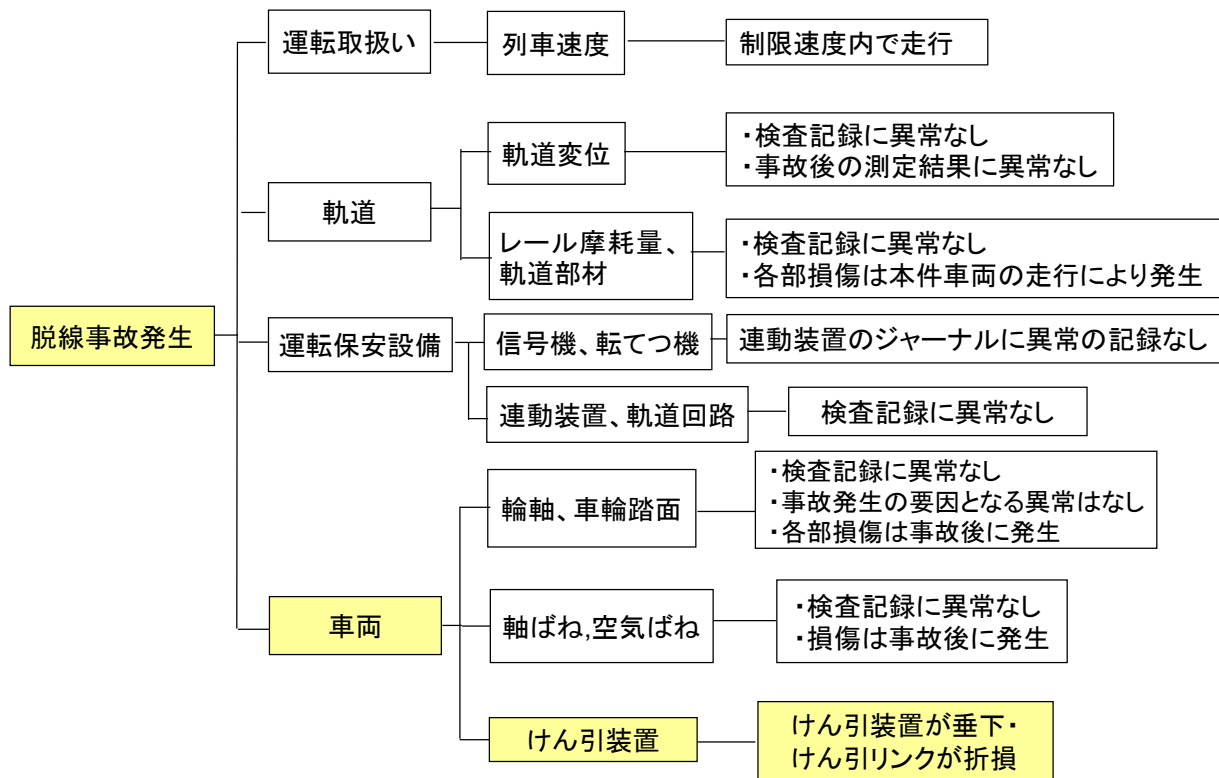 運転取扱い
列車速度
制限速度内で走行
軌道
軌道変位
・検査記録に異常なし
・事故後の測定結果に異常なし
レール摩耗量、
軌道部材
・検査記録に異常なし
・各部損傷は本件車両の走行により発生
脱線事故発生
運転保安設備
信号機、転てつ機
連動装置のジャーナルに異常の記録なし
連動装置、軌道回路
検査記録に異常なし
車両
輪軸、車輪踏面
・検査記録に異常なし
・事故発生の要因となる異常はなし
・各部損傷は事故後に発生
軸ばね,空気ばね
・検査記録に異常なし
・損傷は事故後に発生
けん引装置
けん引装置が垂下・
けん引リンクが折損